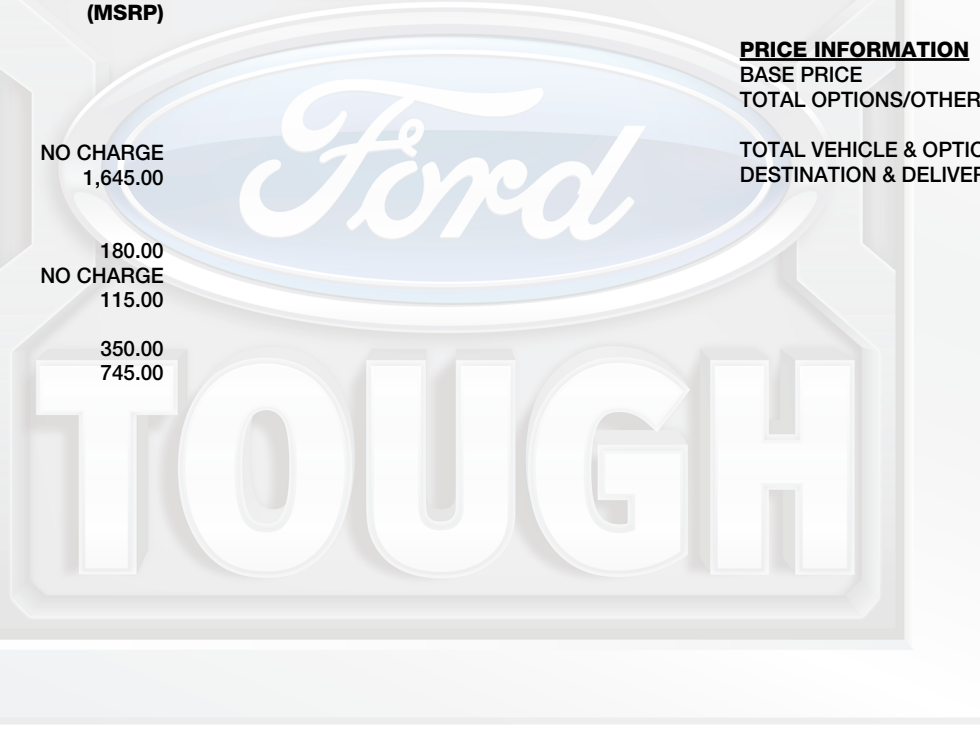 (MSRP)
NO CHARGE
1,645.00
180.00
NO CHARGE
115.00
350.00
745.00
PRICE INFORMATION
BASE PRICE
TOTAL OPTIONS/OTHER
TOTAL VEHICLE & OPTIO
DESTINATION & DELIVER
Ford
TOUGH